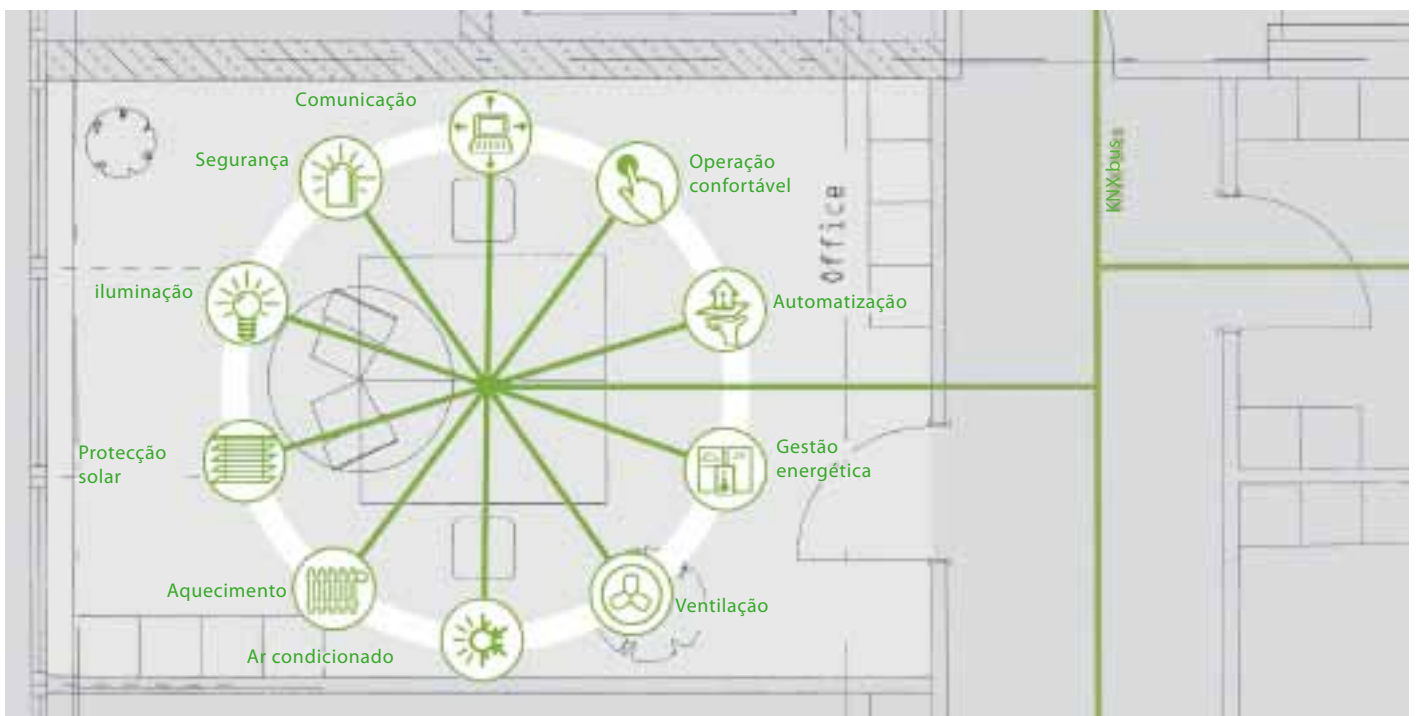 Comunicação
Segurança
Operação
confortável
KNX bus
Office
iluminação
Automatização
Protecção
solar
Gestão
energética
Aquecimento
Ventilação
Ar condicionado